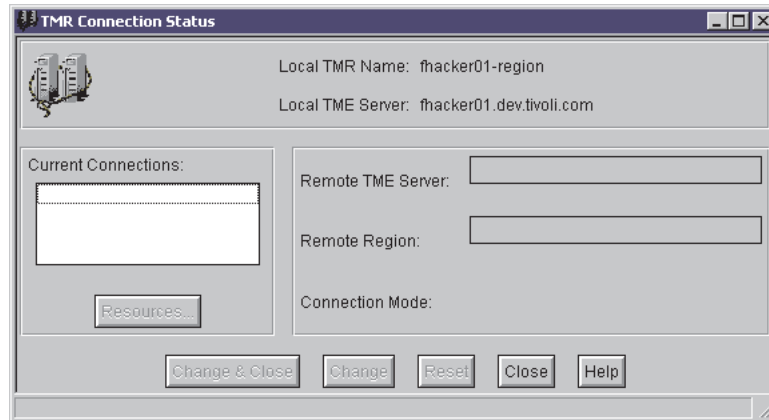 TMR Connection Status
Local TMR Name: fhacker01-region
Local TME Server: fhacker01.dev.tivoli.com
Current Connections:
Remote TME Server:
Remote Region:
Resources...
Connection Mode:
Change & Close Change Reset Close Help